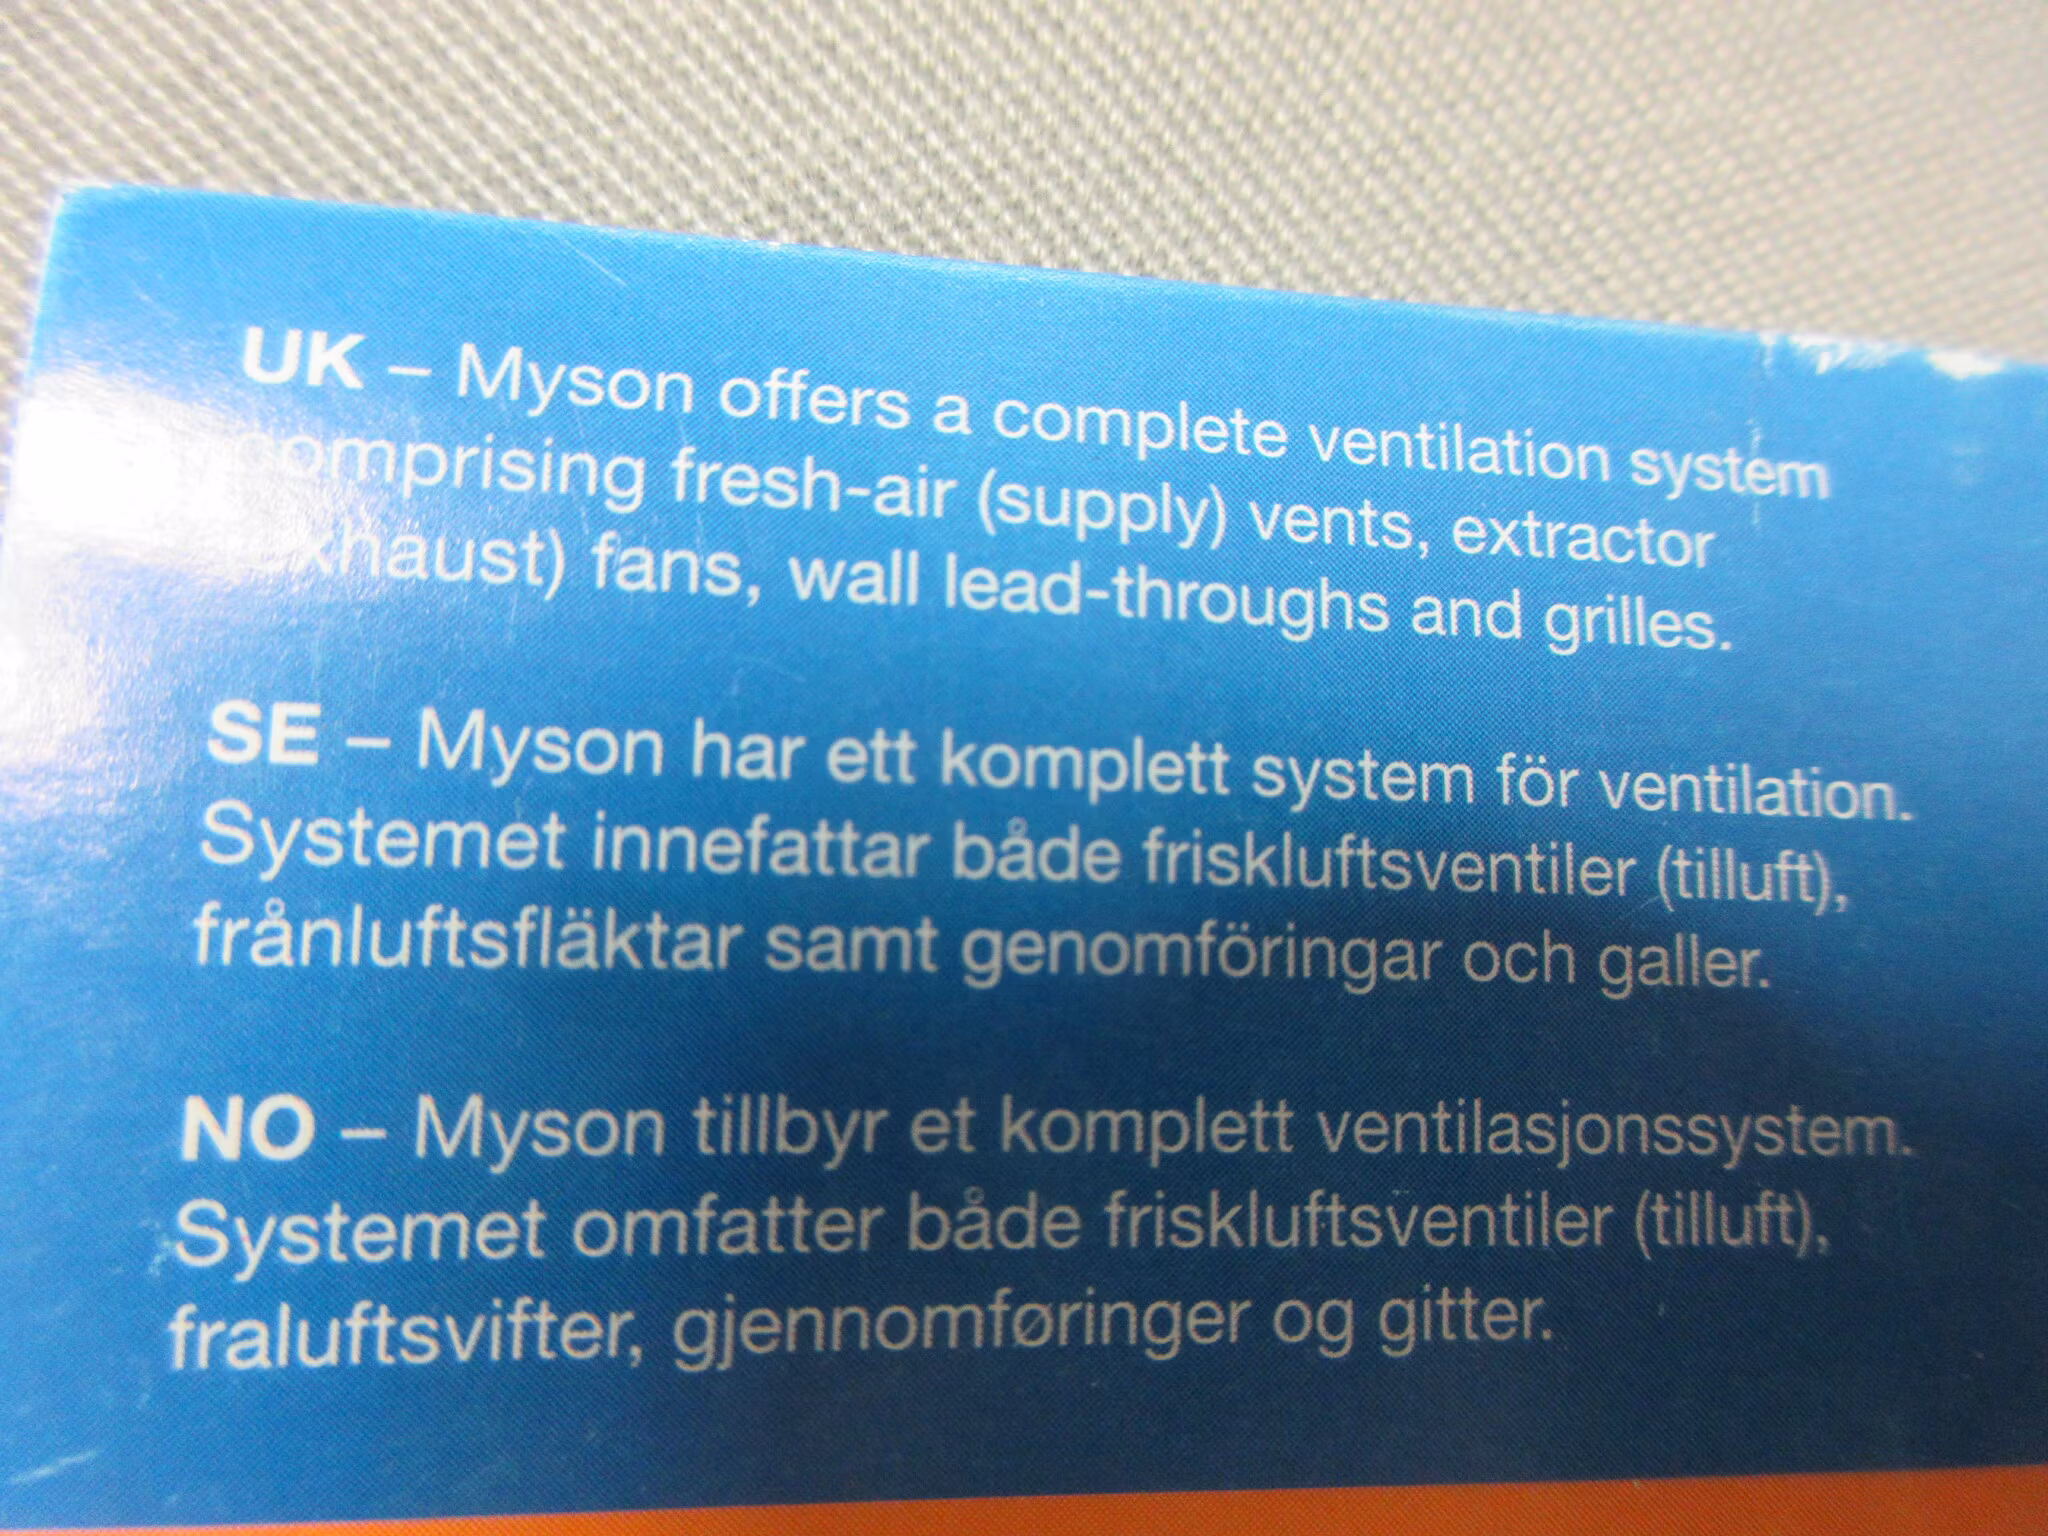 UK – Myson offers a complete ventilation system
comprising fresh-air (supply) vents, extractor
exhaust) fans, wall lead-throughs and grilles.
SE – Myson har ett komplett system för ventilation.
Systemet innefattar både friskluftsventiler (tilluft),
frånluftsfläktar samt genomföringar och galler.
NO – Myson tillbyr et komplett ventilasjonssystem.
Systemet omfatter både friskluftsventiler (tilluft),
fraluftsvifter, gjennomføringer og gitter.